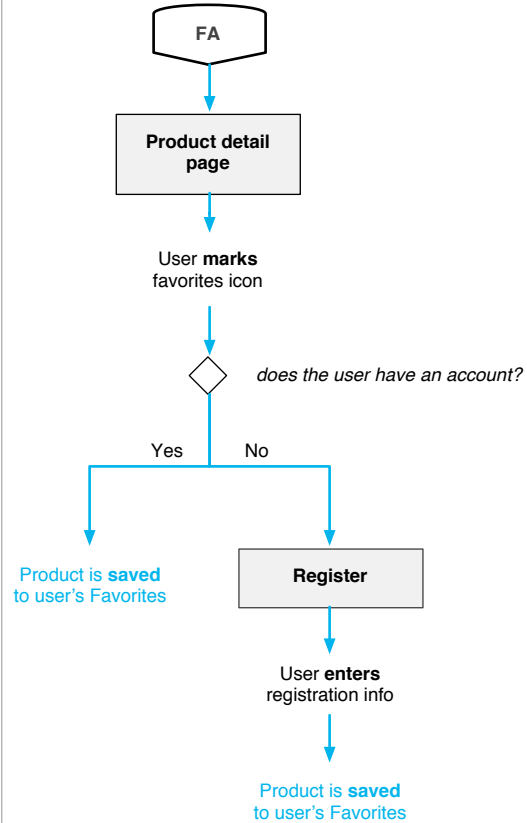 FA
Product detail
page
User marks
favorites icon
does the user have an account?
Yes
No
Product is saved
to user's Favorites
Register
User enters
registration info
Product is saved
to user's Favorites